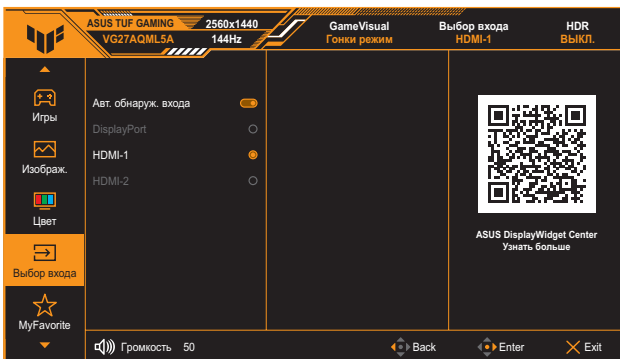 ASUS TUF GAMING 2560x1440 GameVisual Выбор входа HDR
VG27AQML5A 144Hz Гонки режим HDMI-1 ВЫКЛ.
Игры
Изображ.
Цвет
Выбор входа
MyFavorite
Авт. обнаруж. входа
DisplayPort
HDMI-1
HDMI-2
ASUS DisplayWidget Center
Узнать больше
Громкость 50 Back Enter Exit